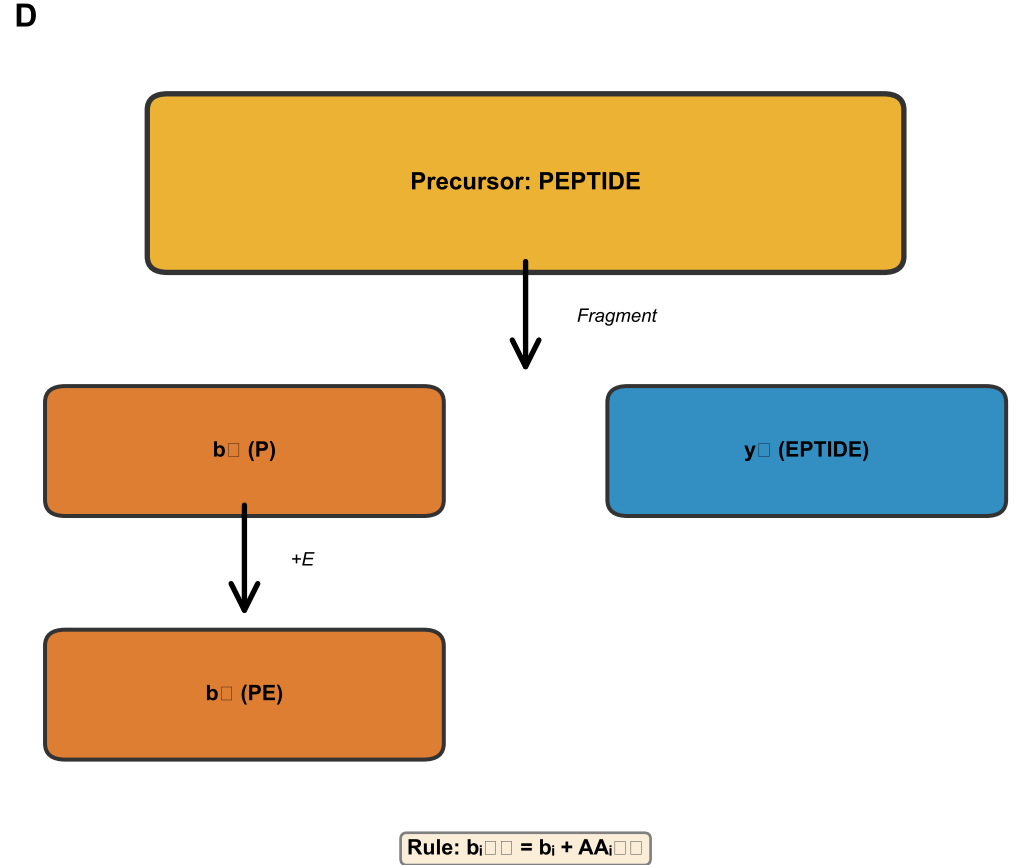 D
Precursor: PEPTIDE
Fragment
b□ (P)
y□ (EPTIDE)
+E
b□ (PE)
Rule: bᵢ□□ = bᵢ + AAᵢ□□